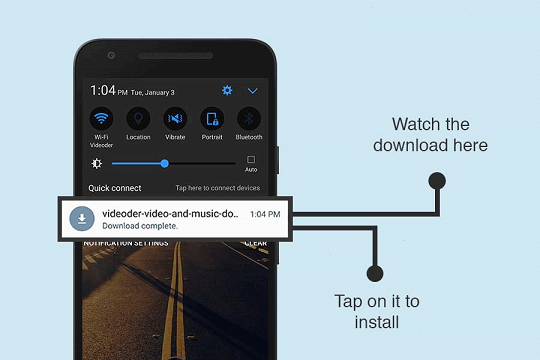 1:04 PM Tue, January 3
Wi-Fi Location Vibrate Portrait Bluetooth
Videoder
Auto
Quick connect Tap here to connect devices
videoder-video-and-music-do.. 1:04 PM
Download complete.
NOTIFICATION SETTINGS CLEAR
Watch the
download here
Tap on it to
install